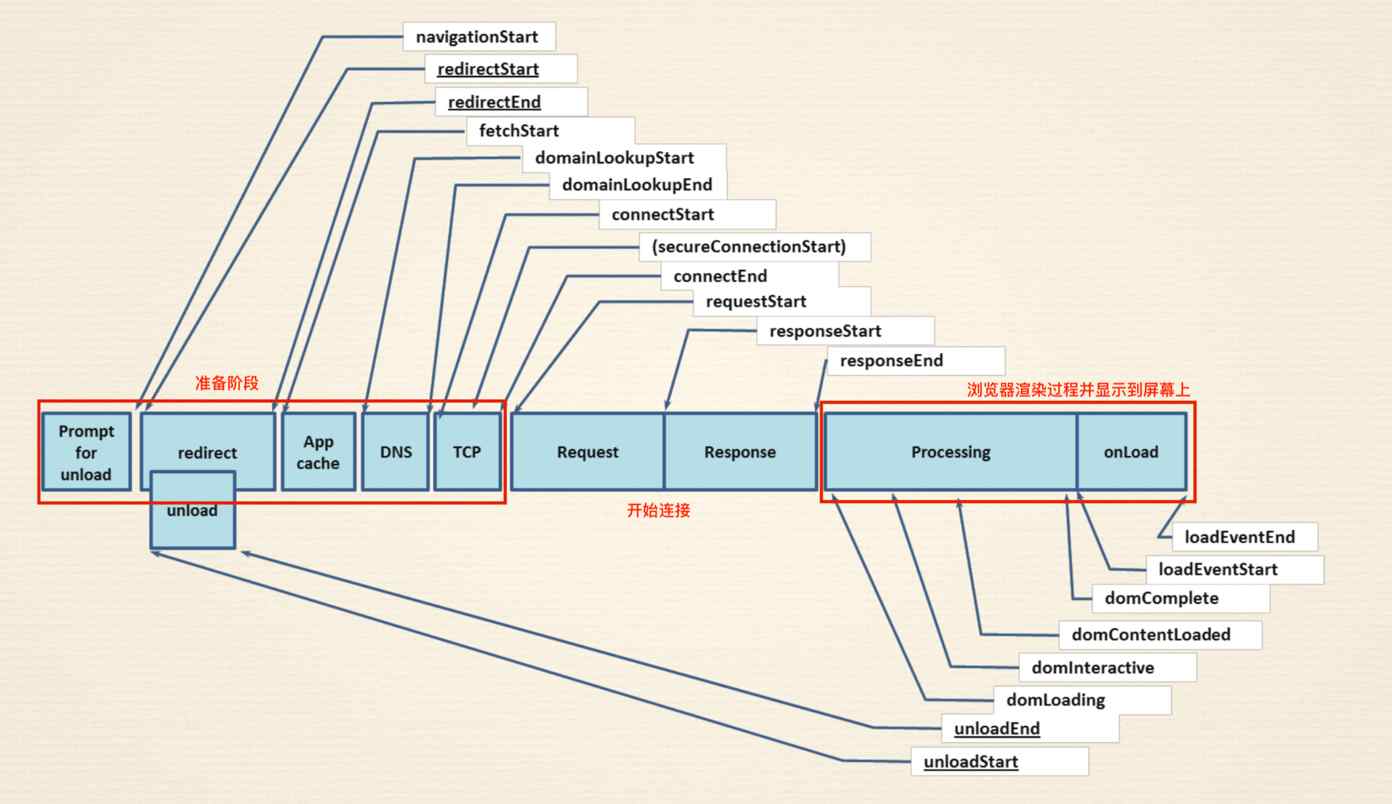 navigationStart
redirectStart
redirectEnd
fetchStart
domainLookupStart
domainLookupEnd
connectStart
(secureConnectionStart)
connectEnd
requestStart
responseStart
responseEnd
准备阶段
浏览器渲染过程并显示到屏幕上
Prompt
for
unload
redirect
App
cache
DNS
TCP
Request
Response
Processing
onLoad
unload
开始连接
loadEventEnd
loadEventStart
domComplete
domContentLoaded
domInteractive
domLoading
unloadEnd
unloadStart